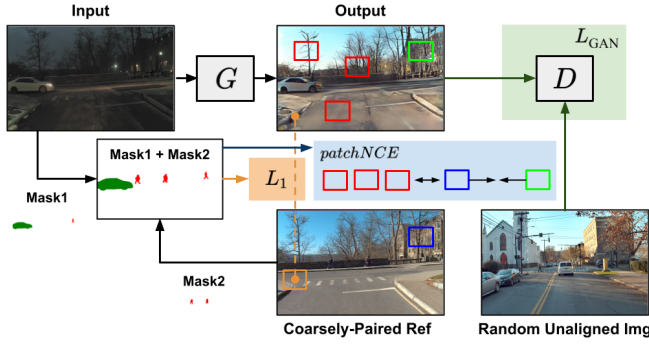 Input
Output
L_GAN
G
D
Mask1 + Mask2
patchNCE
L_1
Mask1
Mask2
Coarsely-Paired Ref
Random Unaligned Img